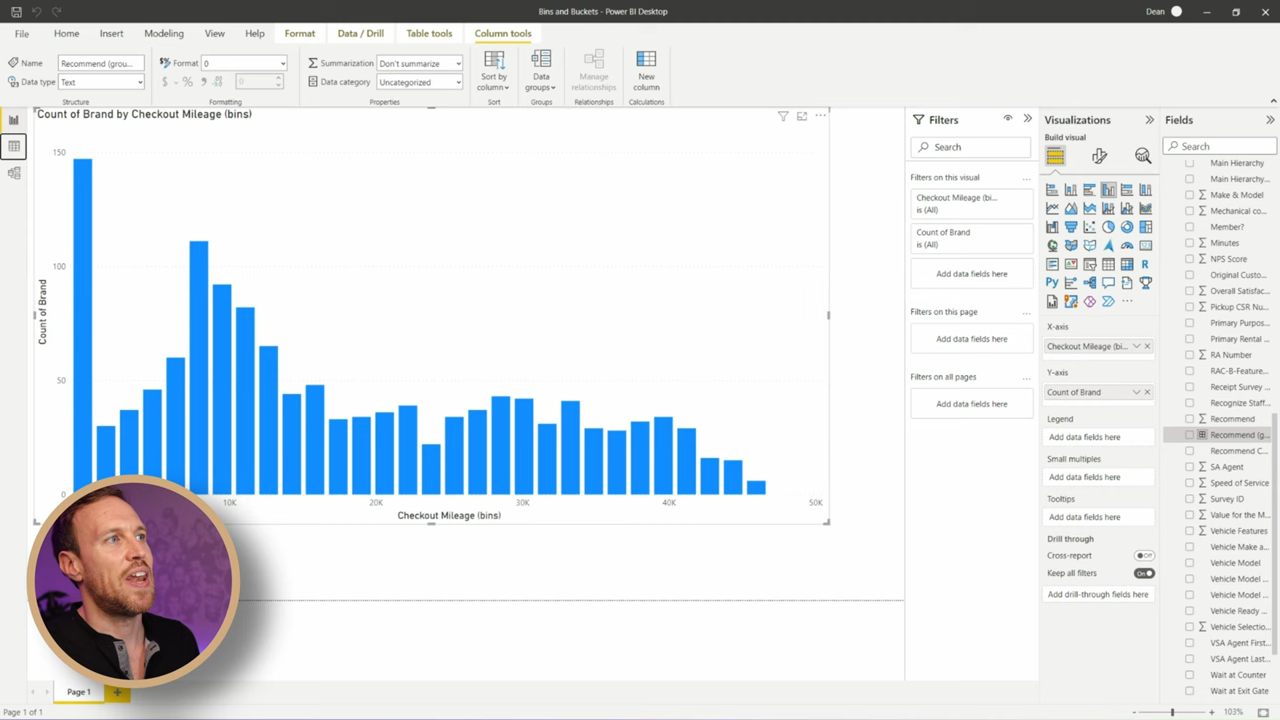 Bins and Buckets - Power BI Desktop
Dean
File
Home
Insert
Modeling
View
Help
Format
Data / Drill
Table tools
Column tools
Name
Recommend (grou...
Data type
Text
Structure
Format
0
$
%
0
Formatting
Summarization
Don't summarize
Data category
Uncategorized
Properties
Sort by
column
Sort
Data
groups
Groups
Manage
relationships
Relationships
New
column
Calculations
Count of Brand by Checkout Mileage (bins)
150
100
50
0
Count of Brand
10K
20K
30K
40K
50K
Checkout Mileage (bins)
Filters
Search
Filters on this visual
...
Checkout Mileage (bi...
is (All)
Count of Brand
is (All)
Add data fields here
Filters on this page
...
Add data fields here
Filters on all pages
...
Add data fields here
Visualizations
Build visual
R
Py
...
X-axis
Checkout Mileage (bi...
Y-axis
Count of Brand
Legend
Add data fields here
Small multiples
Add data fields here
Tooltips
Add data fields here
Drill through
Cross-report
Off
Keep all filters
On
Add drill-through fields here
Fields
Search
Main Hierarchy
Main Hierarchy...
Make & Model
Mechanical co...
Member?
Minutes
NPS Score
Original Custo...
Overall Satisfac...
Pickup CSR Nu...
Primary Purpos...
Primary Rental ...
RA Number
RAC-B-Feature...
Receipt Survey ...
Recognize Staff...
Recommend
Recommend (g...
Recommend C...
SA Agent
Speed of Service
Survey ID
Value for the M...
Vehicle Features
Vehicle Make a...
Vehicle Model
Vehicle Model ...
Vehicle Model ...
Vehicle Ready ...
Vehicle Selectio...
VSA Agent First...
VSA Agent Last...
Wait at Counter
Wait at Exit Gate
Page 1
+
Page 1 of 1
-
+
103%